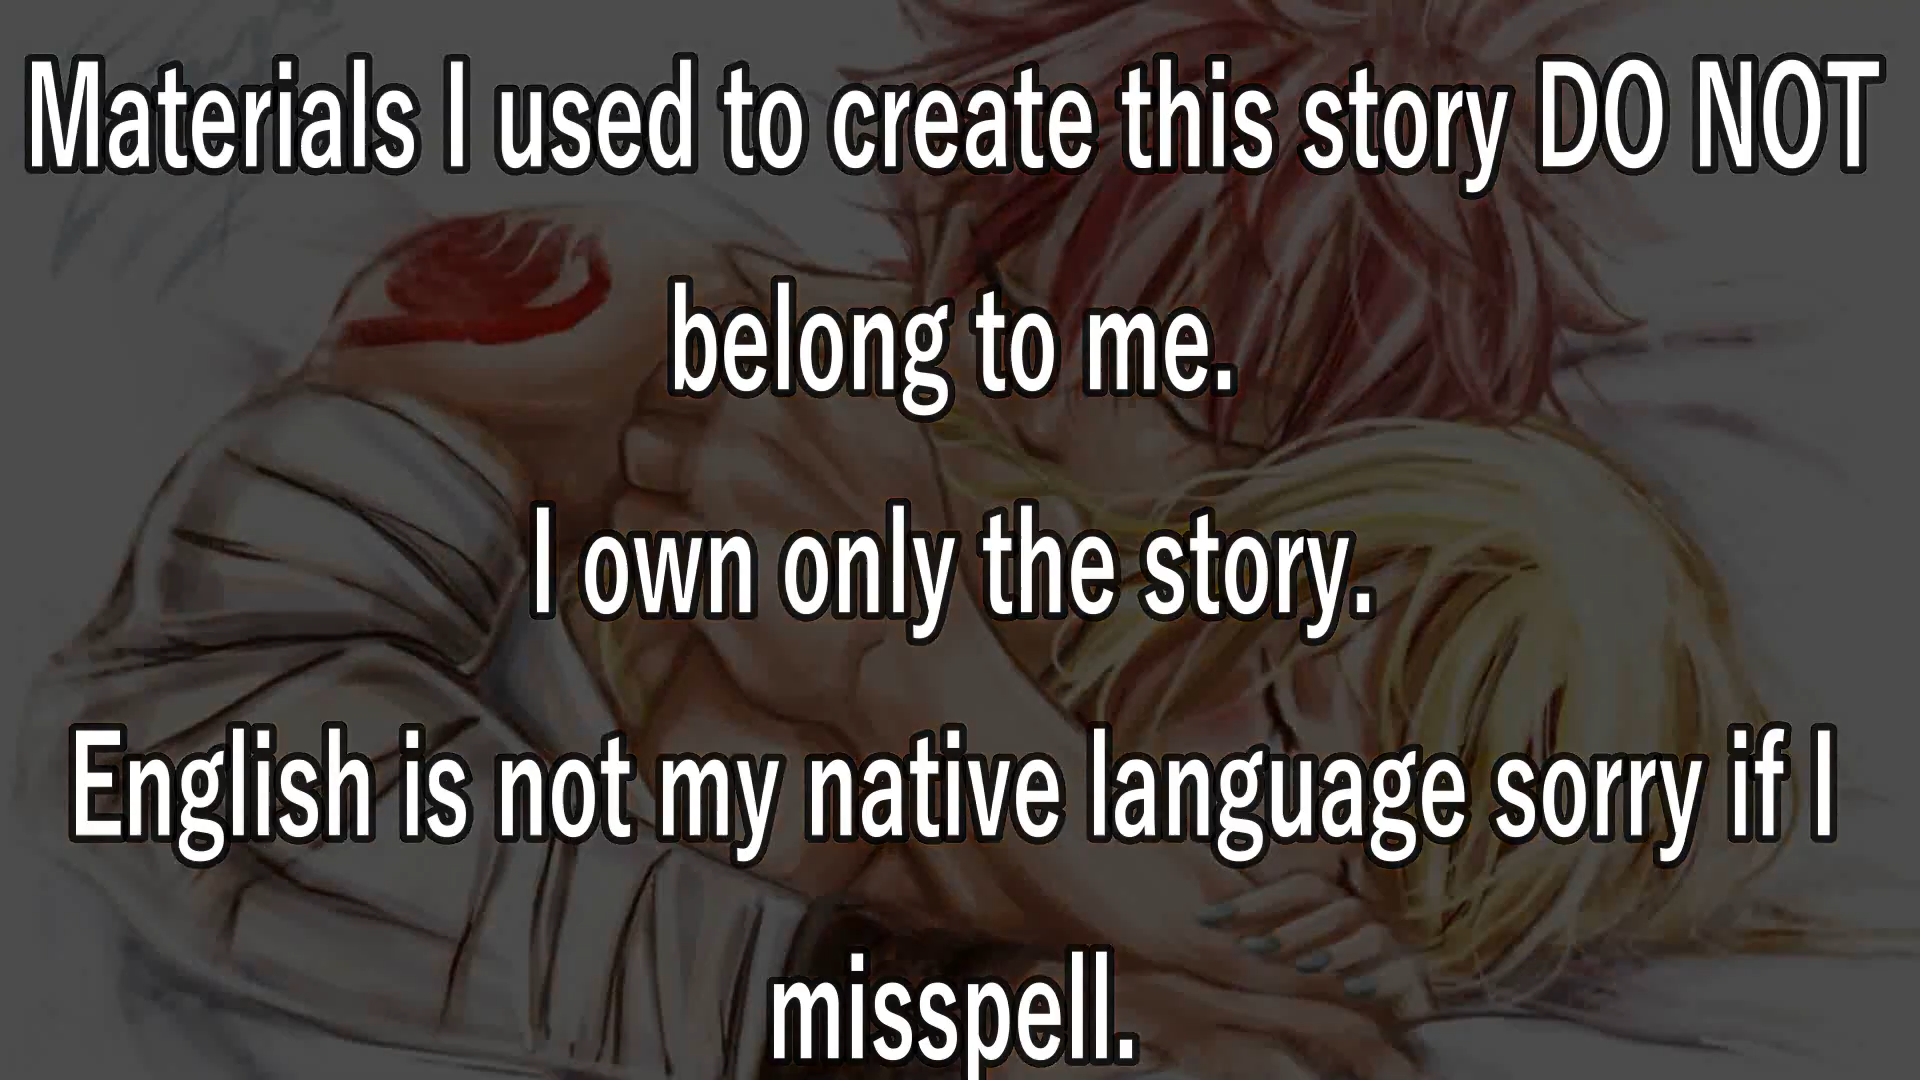 Materials I used to create this story DO NOT
belong to me.
I own only the story.
English is not my native language sorry if I
misspell.